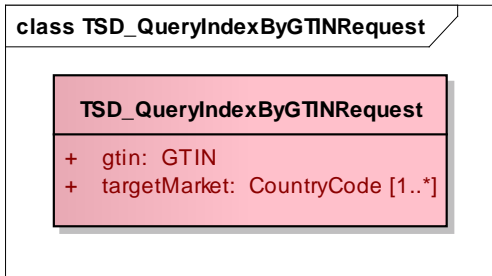 class TSD_QueryIndexByGTINRequest
TSD_QueryIndexByGTINRequest
+ gtin: GTIN
+ targetMarket: CountryCode [1..*]